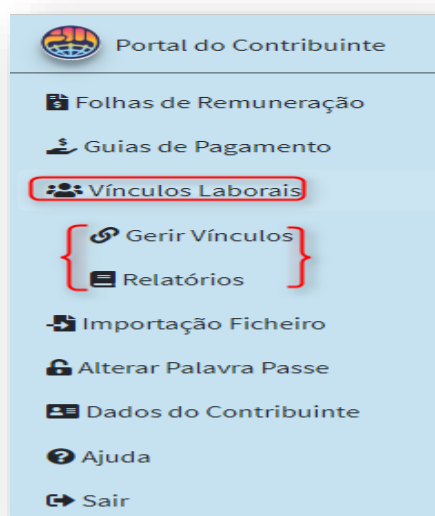 Portal do Contribuinte
Folhas de Remuneração
Guias de Pagamento
Vínculos Laborais
Gerir Vínculos
Relatórios
Importação Ficheiro
Alterar Palavra Passe
Dados do Contribuinte
Ajuda
Sair